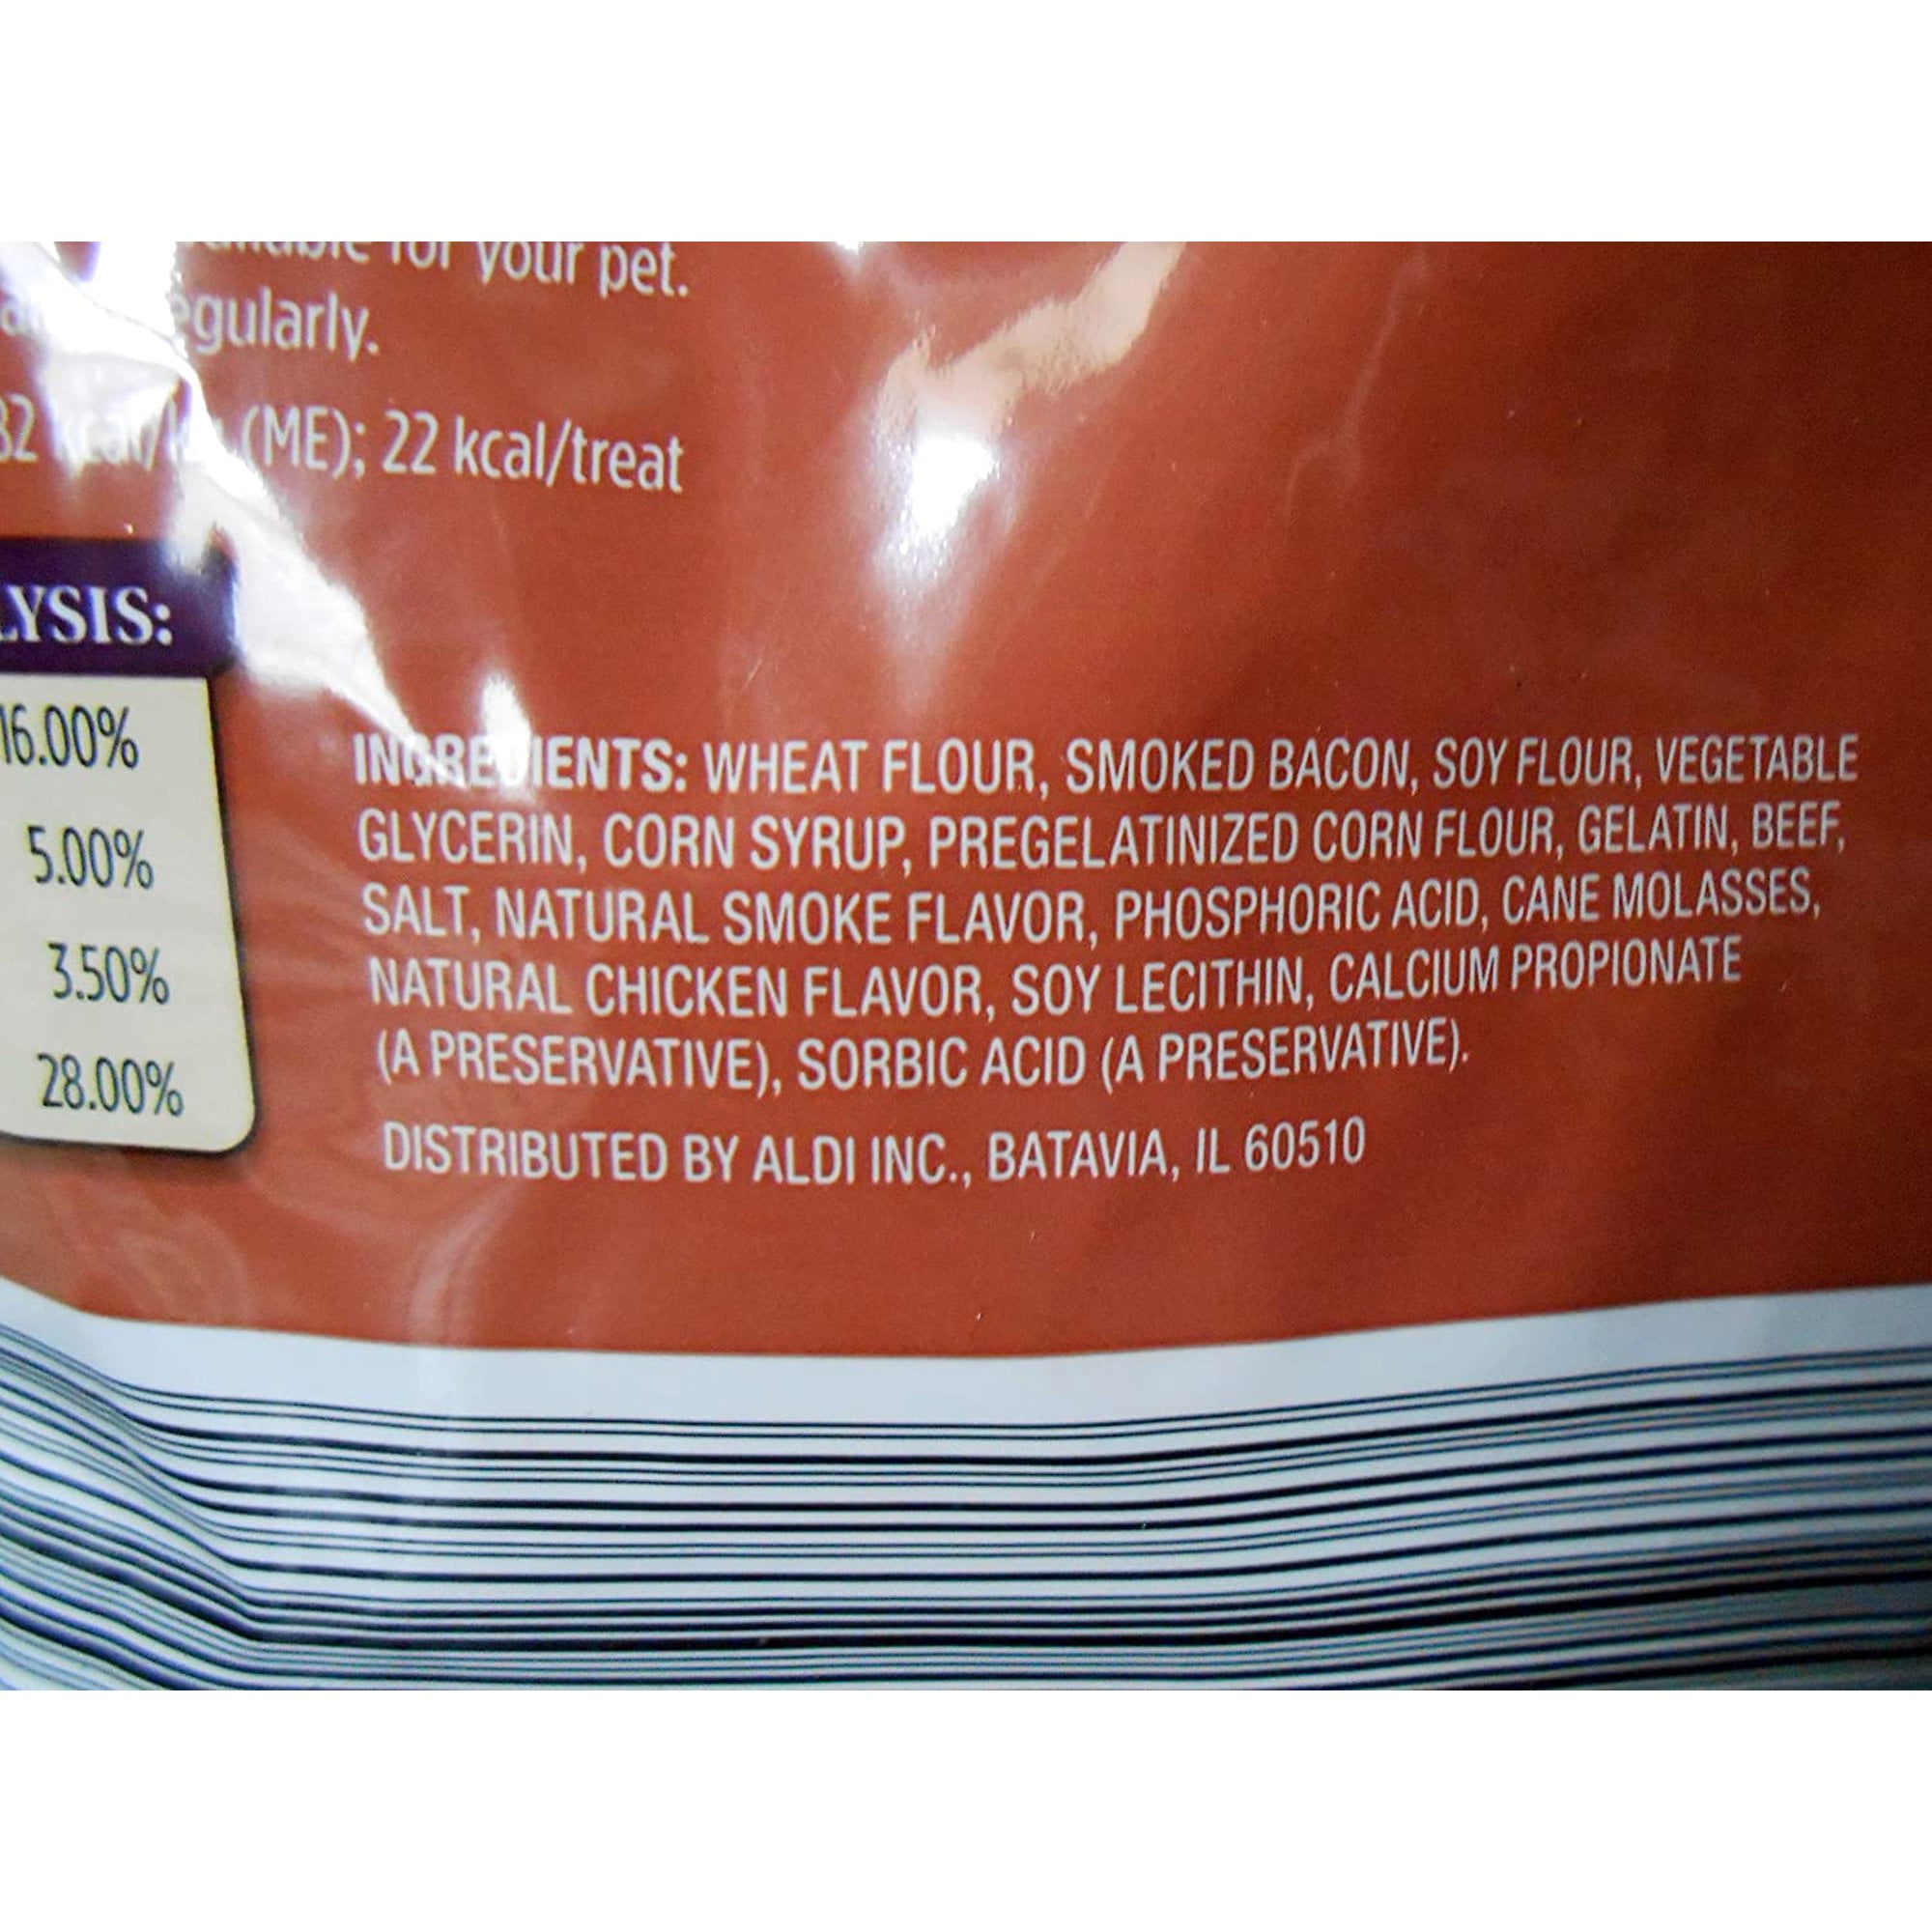 for your pet.
(ME); 22 kcal/treat
LYSIS:
16.00%
5.00%
3.50%
28.00%
INGREDIENTS: WHEAT FLOUR, SMOKED BACON, SOY FLOUR, VEGETABLE
GLYCERIN, CORN SYRUP, PREGELATINIZED CORN FLOUR, GELATIN, BEEF,
SALT, NATURAL SMOKE FLAVOR, PHOSPHORIC ACID, CANE MOLASSES,
NATURAL CHICKEN FLAVOR, SOY LECITHIN, CALCIUM PROPIONATE
(A PRESERVATIVE), SORBIC ACID (A PRESERVATIVE).
DISTRIBUTED BY ALDI INC., BATAVIA, IL 60510